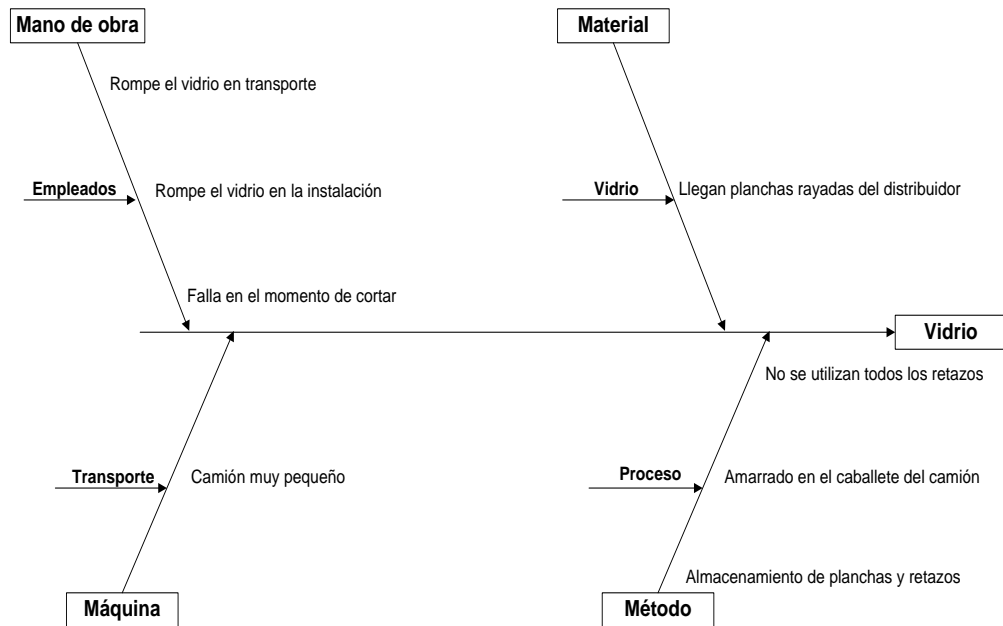 Mano de obra
Material
Rompe el vidrio en transporte
Empleados
Rompe el vidrio en la instalación
Vidrio
Llegan planchas rayadas del distribuidor
Falla en el momento de cortar
Vidrio
No se utilizan todos los retazos
Transporte
Camión muy pequeño
Proceso
Amarrado en el caballete del camión
Almacenamiento de planchas y retazos
Máquina
Método